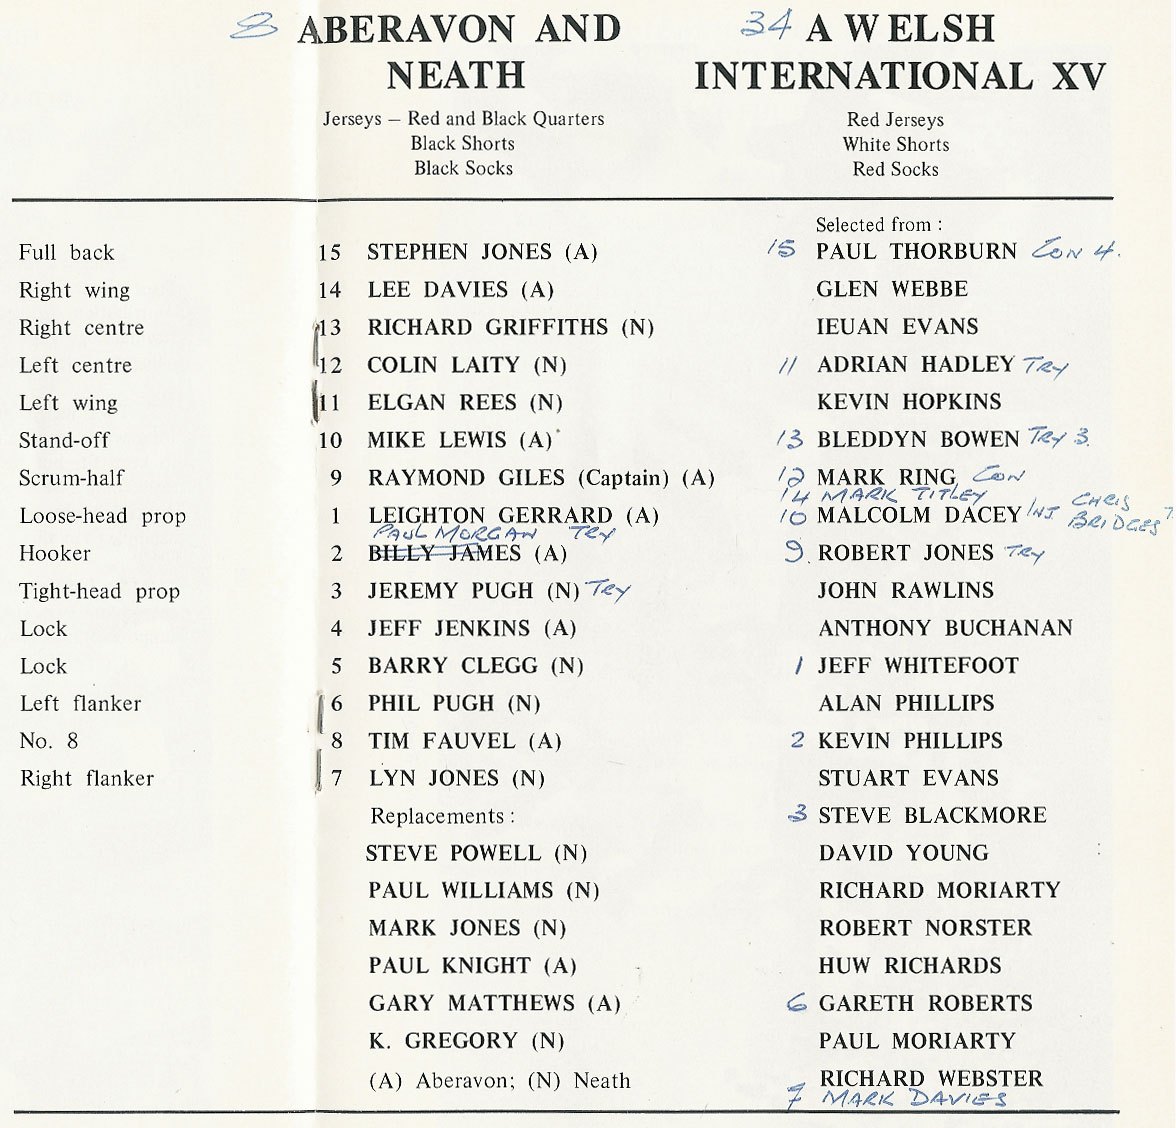 8 ABERAVON AND NEATH
Jerseys – Red and Black Quarters
Black Shorts
Black Socks
34 A WELSH INTERNATIONAL XV
Red Jerseys
White Shorts
Red Socks
Selected from :
Full back 15 STEPHEN JONES (A) 15 PAUL THORBURN CON 4.
Right wing 14 LEE DAVIES (A) GLEN WEBBE
Right centre 13 RICHARD GRIFFITHS (N) IEUAN EVANS
Left centre 12 COLIN LAITY (N) 11 ADRIAN HADLEY TRY
Left wing 11 ELGAN REES (N) KEVIN HOPKINS
Stand-off 10 MIKE LEWIS (A) 13 BLEDDYN BOWEN TRY 3.
Scrum-half 9 RAYMOND GILES (Captain) (A) 12 MARK RING CON
14 MARK TITLEY
Loose-head prop 1 LEIGHTON GERRARD (A) 10 MALCOLM DACEY INJ CHRIS BRIDGES
PAUL MORGAN TRY
Hooker 2 BILLY JAMES (A) 9. ROBERT JONES TRY
Tight-head prop 3 JEREMY PUGH (N) TRY JOHN RAWLINS
Lock 4 JEFF JENKINS (A) ANTHONY BUCHANAN
Lock 5 BARRY CLEGG (N) 1 JEFF WHITEFOOT
Left flanker 6 PHIL PUGH (N) ALAN PHILLIPS
No. 8 8 TIM FAUVEL (A) 2 KEVIN PHILLIPS
Right flanker 7 LYN JONES (N) STUART EVANS
Replacements : 3 STEVE BLACKMORE
STEVE POWELL (N) DAVID YOUNG
PAUL WILLIAMS (N) RICHARD MORIARTY
MARK JONES (N) ROBERT NORSTER
PAUL KNIGHT (A) HUW RICHARDS
GARY MATTHEWS (A) 6 GARETH ROBERTS
K. GREGORY (N) PAUL MORIARTY
(A) Aberavon; (N) Neath RICHARD WEBSTER
7 MARK DAVIES